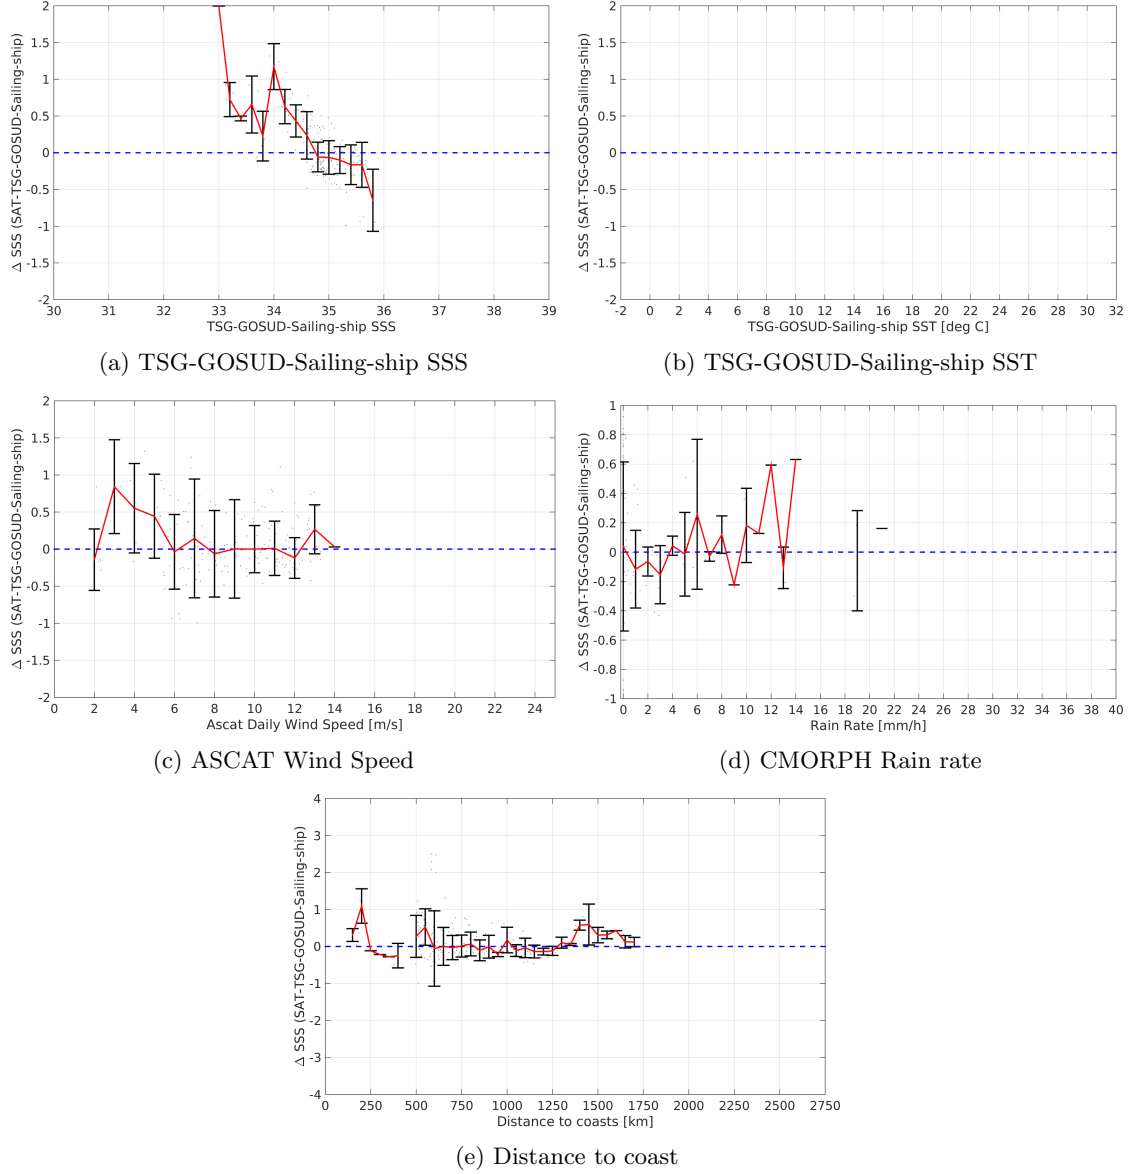 2
1.5
1
0.5
0
-0.5
-1
-1.5
-2
Δ SSS (SAT-TSG-GOSUD-Sailing-ship)
30 31 32 33 34 35 36 37 38 39
TSG-GOSUD-Sailing-ship SSS
(a) TSG-GOSUD-Sailing-ship SSS
2
1.5
1
0.5
0
-0.5
-1
-1.5
-2
Δ SSS (SAT-TSG-GOSUD-Sailing-ship)
-2 0 2 4 6 8 10 12 14 16 18 20 22 24 26 28 30 32
TSG-GOSUD-Sailing-ship SST [deg C]
(b) TSG-GOSUD-Sailing-ship SST
2
1.5
1
0.5
0
-0.5
-1
-1.5
-2
Δ SSS (SAT-TSG-GOSUD-Sailing-ship)
0 2 4 6 8 10 12 14 16 18 20 22 24
Ascat Daily Wind Speed [m/s]
(c) ASCAT Wind Speed
1
0.8
0.6
0.4
0.2
0
-0.2
-0.4
-0.6
-0.8
-1
Δ SSS (SAT-TSG-GOSUD-Sailing-ship)
0 2 4 6 8 10 12 14 16 18 20 22 24 26 28 30 32 34 36 38 40
Rain Rate [mm/h]
(d) CMORPH Rain rate
4
3
2
1
0
-1
-2
-3
-4
Δ SSS (SAT-TSG-GOSUD-Sailing-ship)
0 250 500 750 1000 1250 1500 1750 2000 2250 2500 2750
Distance to coasts [km]
(e) Distance to coast